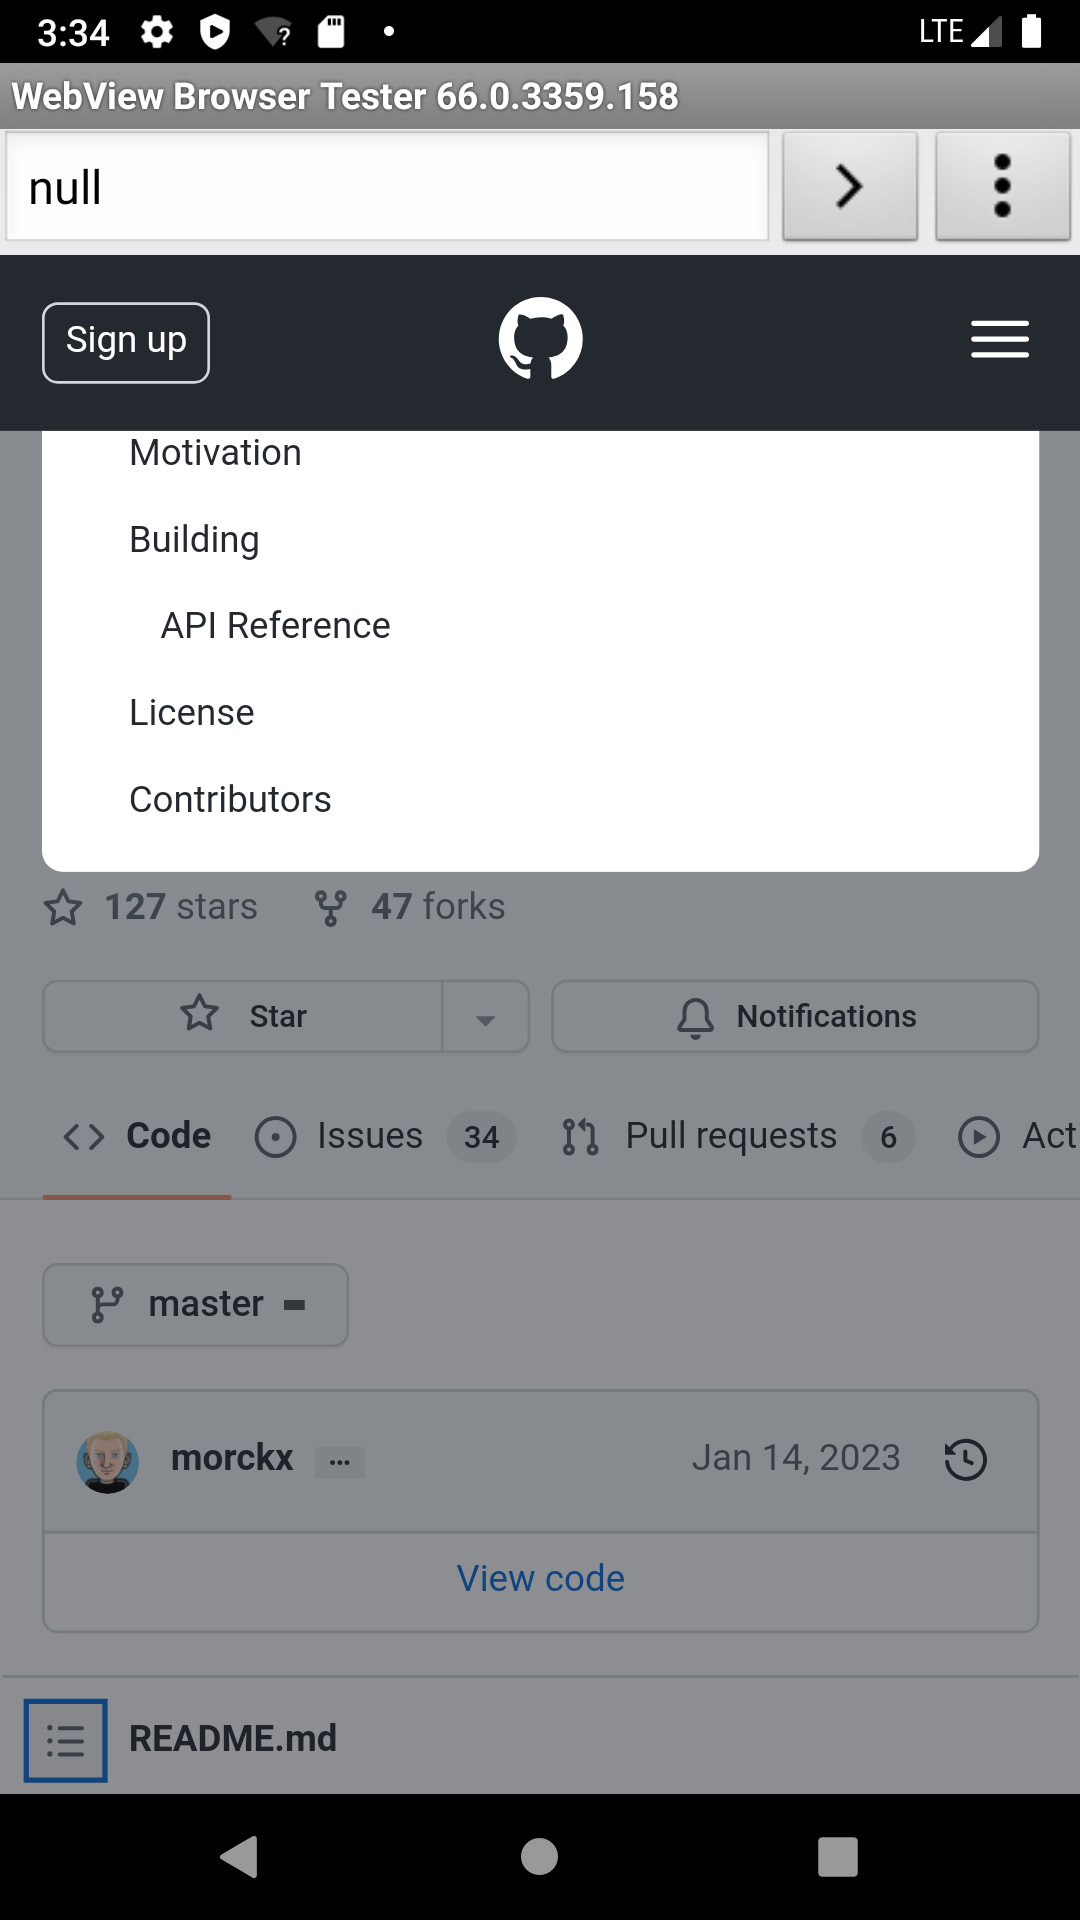 3:34
LTE
WebView Browser Tester 66.0.3359.158
null
Sign up
Motivation
Building
API Reference
License
Contributors
127 stars 47 forks
Star
Notifications
Code
Issues 34
Pull requests 6
Act
master
morckx ...
Jan 14, 2023
View code
README.md